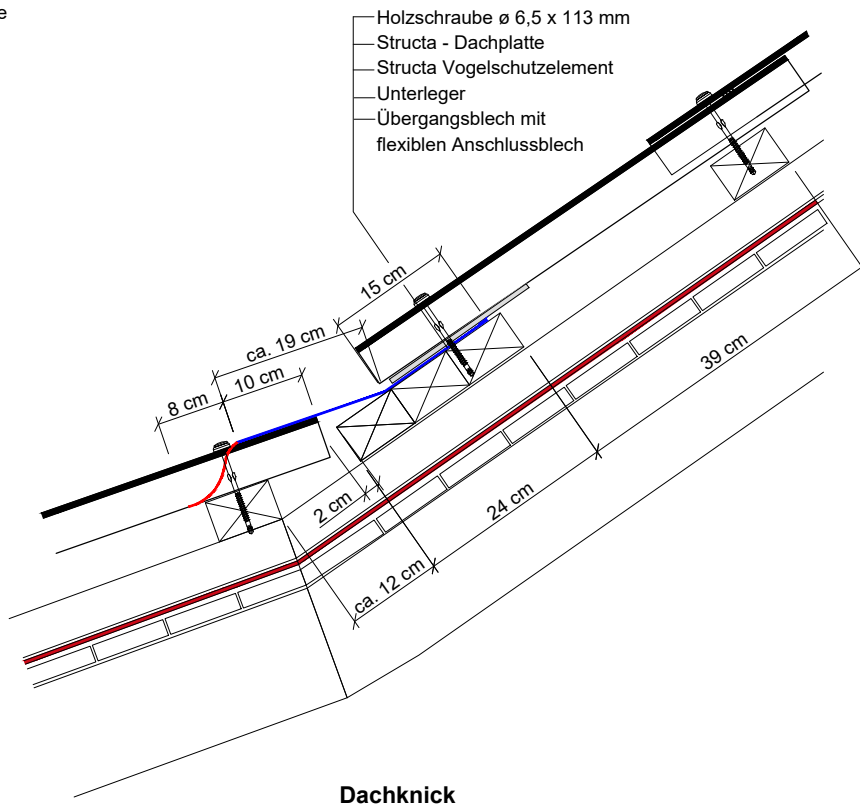 e
Holzschraube ø 6,5 x 113 mm
Structa - Dachplatte
Structa Vogelschutzelement
Unterleger
Übergangsblech mit
flexiblen Anschlussblech
15 cm
ca. 19 cm
10 cm
8 cm
39 cm
2 cm
24 cm
ca. 12 cm
Dachknick